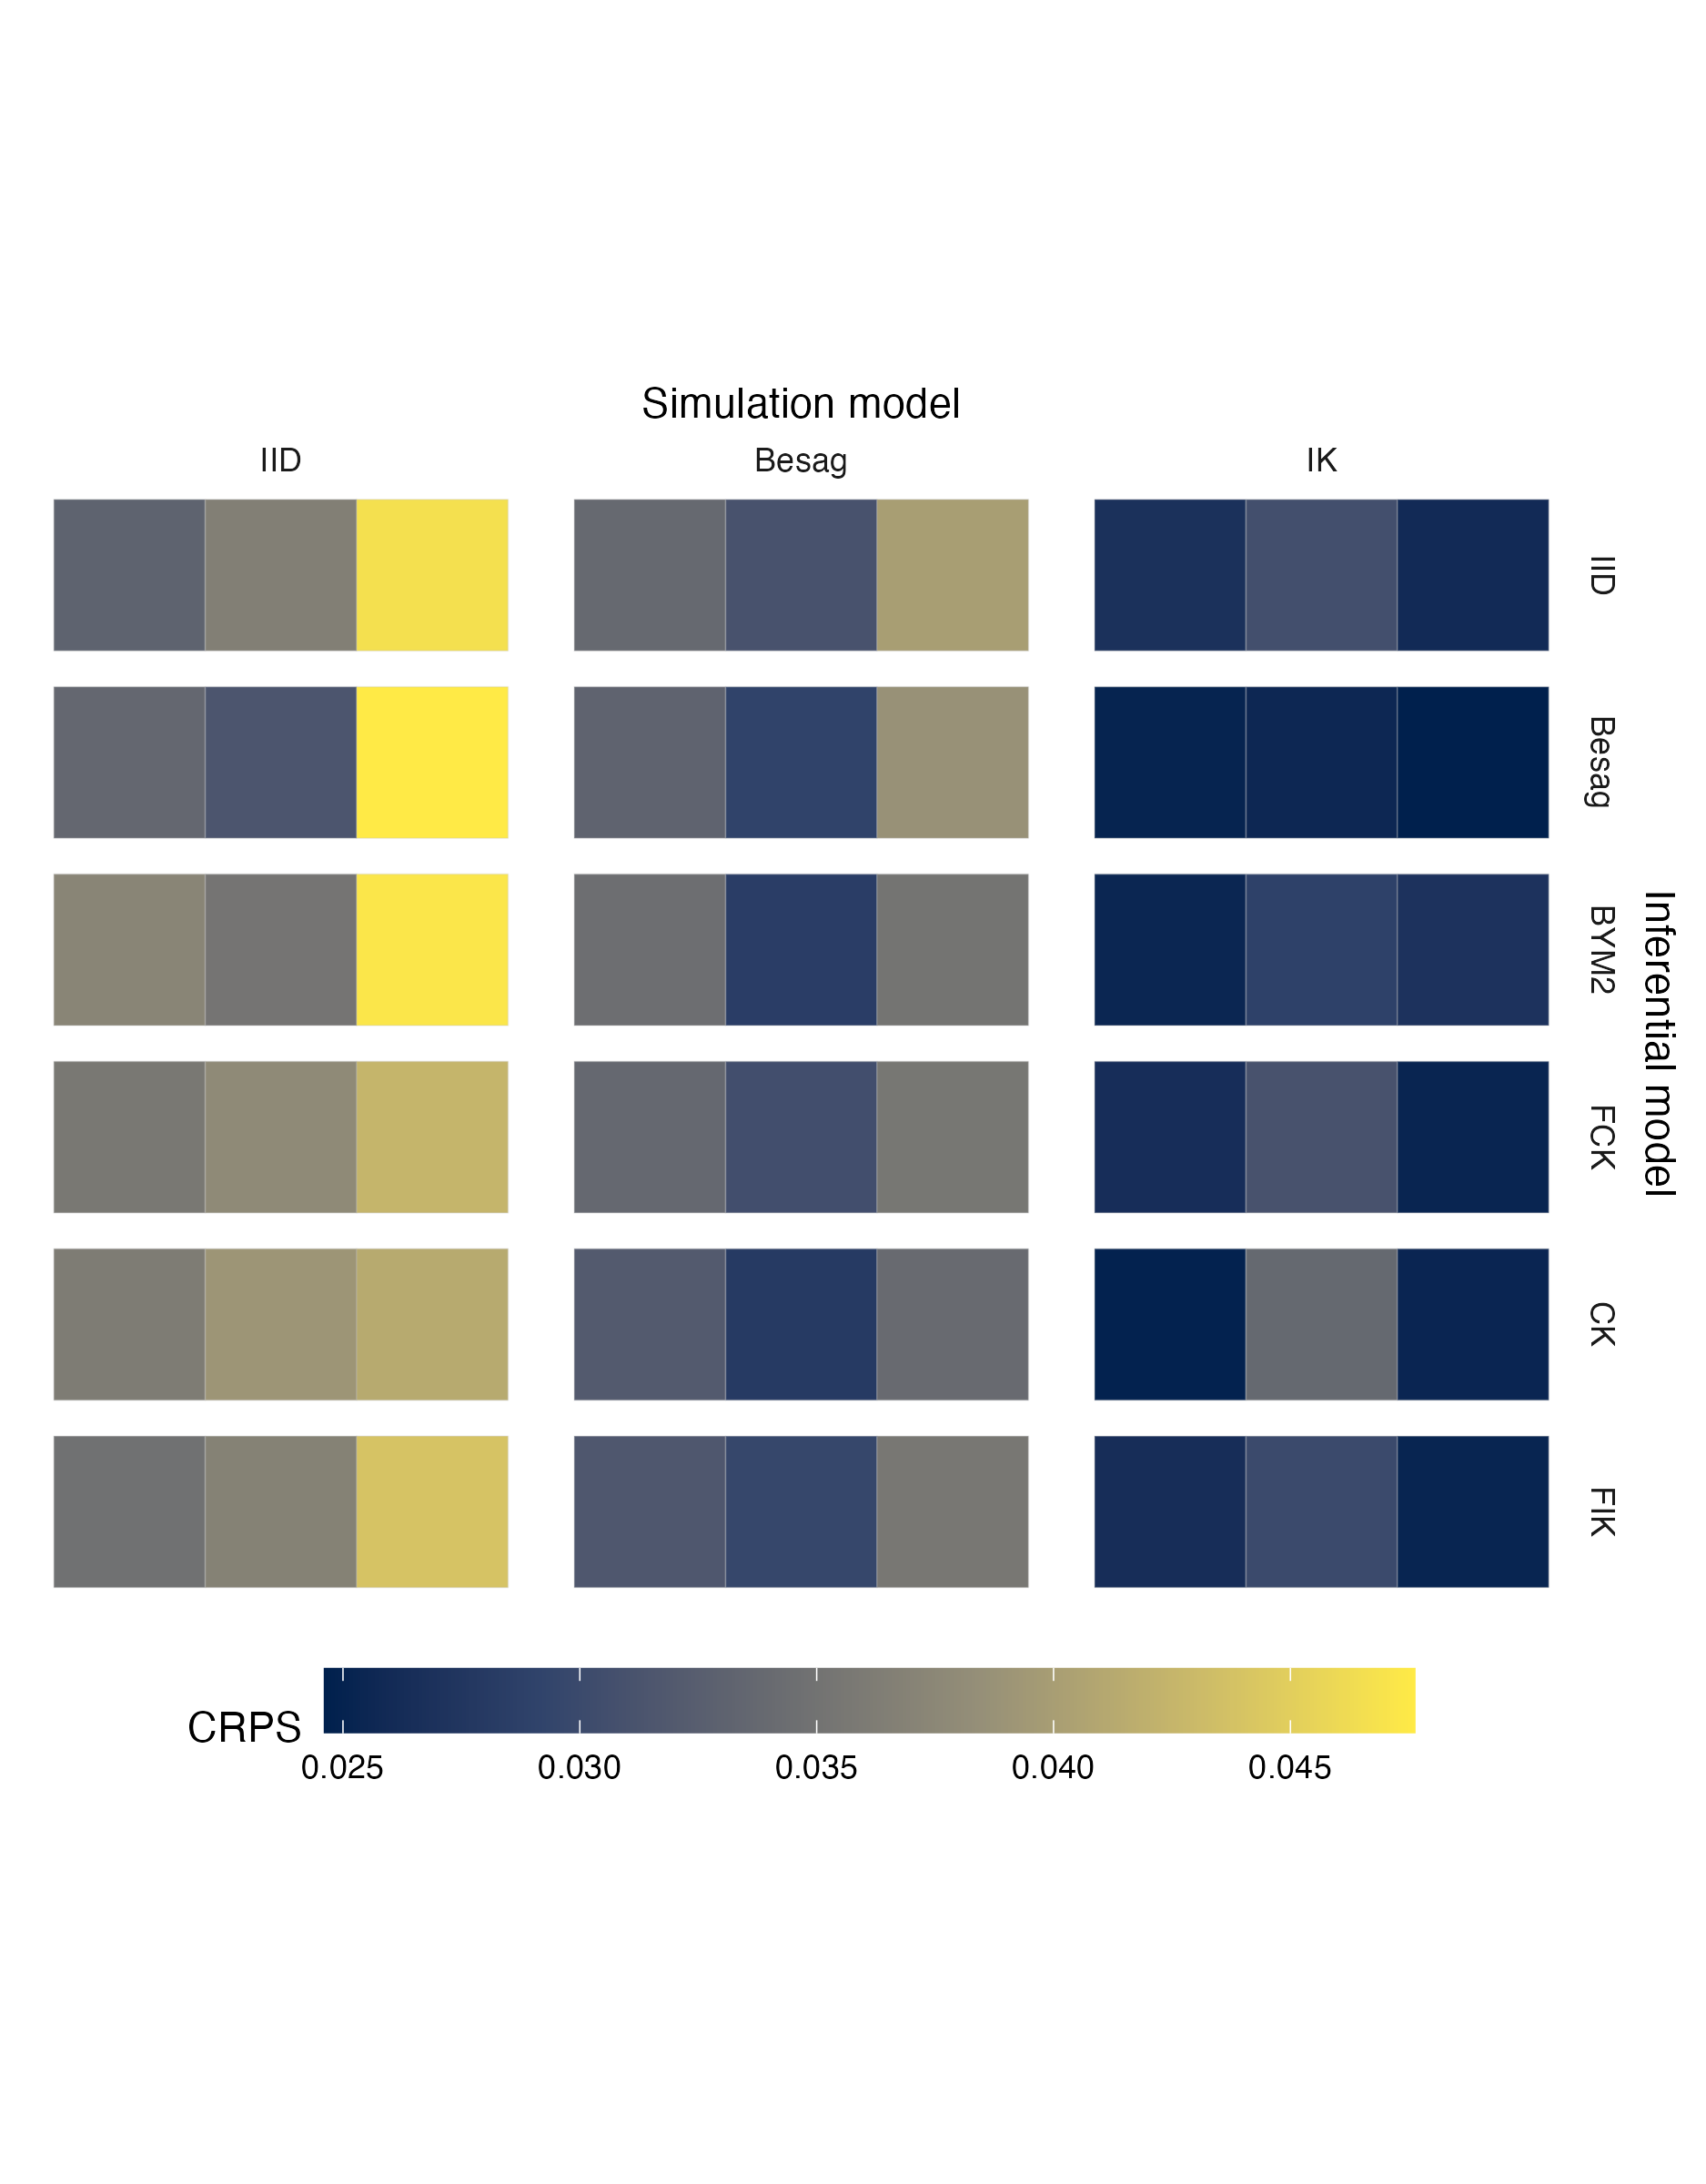 Simulation model
IID Besag IK
IID
Besag
BYM2
FCK
CK
FIK
Inferential model
CRPS
0.025 0.030 0.035 0.040 0.045